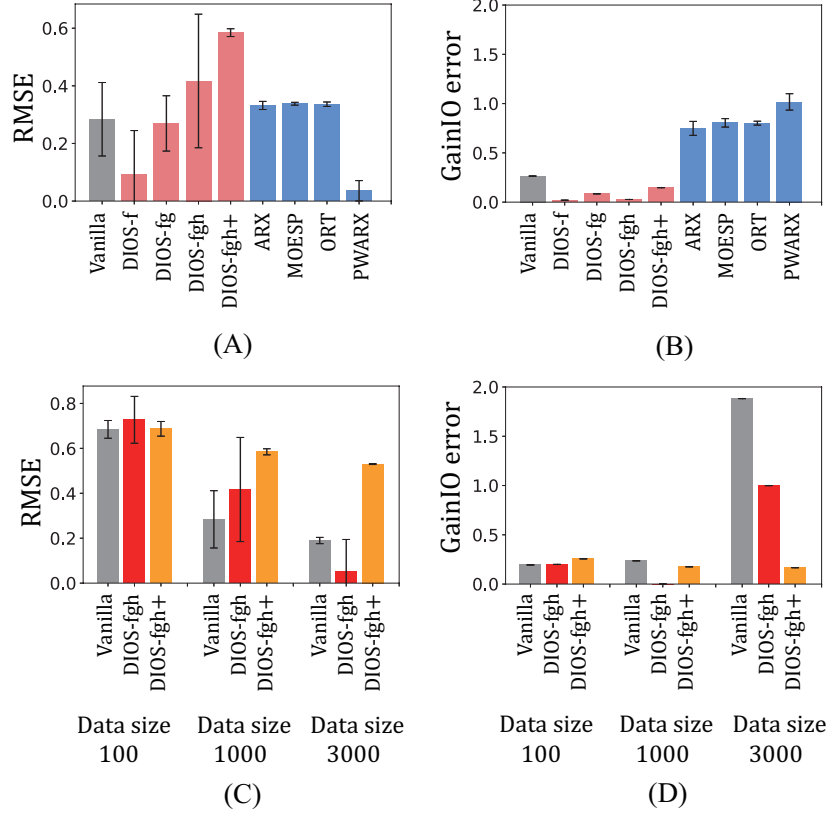 RMSE
0.6
0.4
0.2
0.0
Vanilla
DIOS-f
DIOS-fg
DIOS-fgh
DIOS-fgh+
ARX
MOESP
ORT
PWARX
(A)
GainIO error
2.0
1.5
1.0
0.5
0.0
Vanilla
DIOS-f
DIOS-fg
DIOS-fgh
DIOS-fgh+
ARX
MOESP
ORT
PWARX
(B)
RMSE
0.8
0.6
0.4
0.2
0.0
Vanilla
DIOS-fgh
DIOS-fgh+
Vanilla
DIOS-fgh
DIOS-fgh+
Vanilla
DIOS-fgh
DIOS-fgh+
Data size
100
Data size
1000
Data size
3000
(C)
GainIO error
2.0
1.5
1.0
0.5
0.0
Vanilla
DIOS-fgh
DIOS-fgh+
Vanilla
DIOS-fgh
DIOS-fgh+
Vanilla
DIOS-fgh
DIOS-fgh+
Data size
100
Data size
1000
Data size
3000
(D)